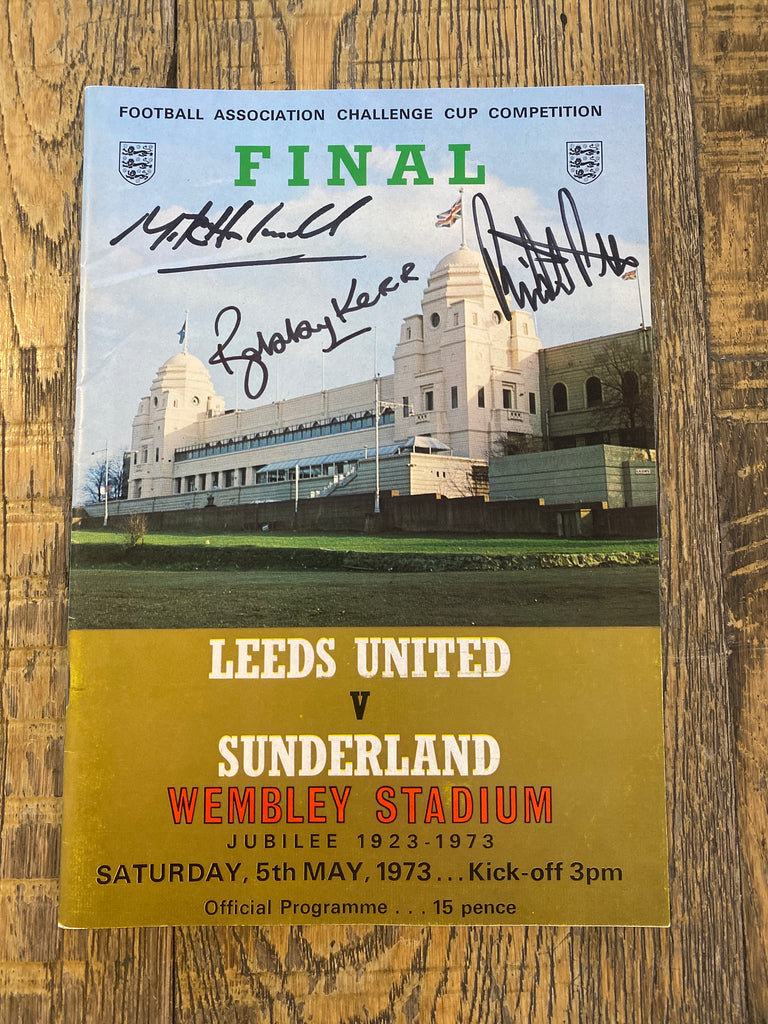 FOOTBALL ASSOCIATION CHALLENGE CUP COMPETITION
FINAL
Bobby Kerr
LEEDS UNITED
V
SUNDERLAND
WEMBLEY STADIUM
JUBILEE 1923-1973
SATURDAY, 5th MAY, 1973...Kick-off 3pm
Official Programme . . . 15 pence